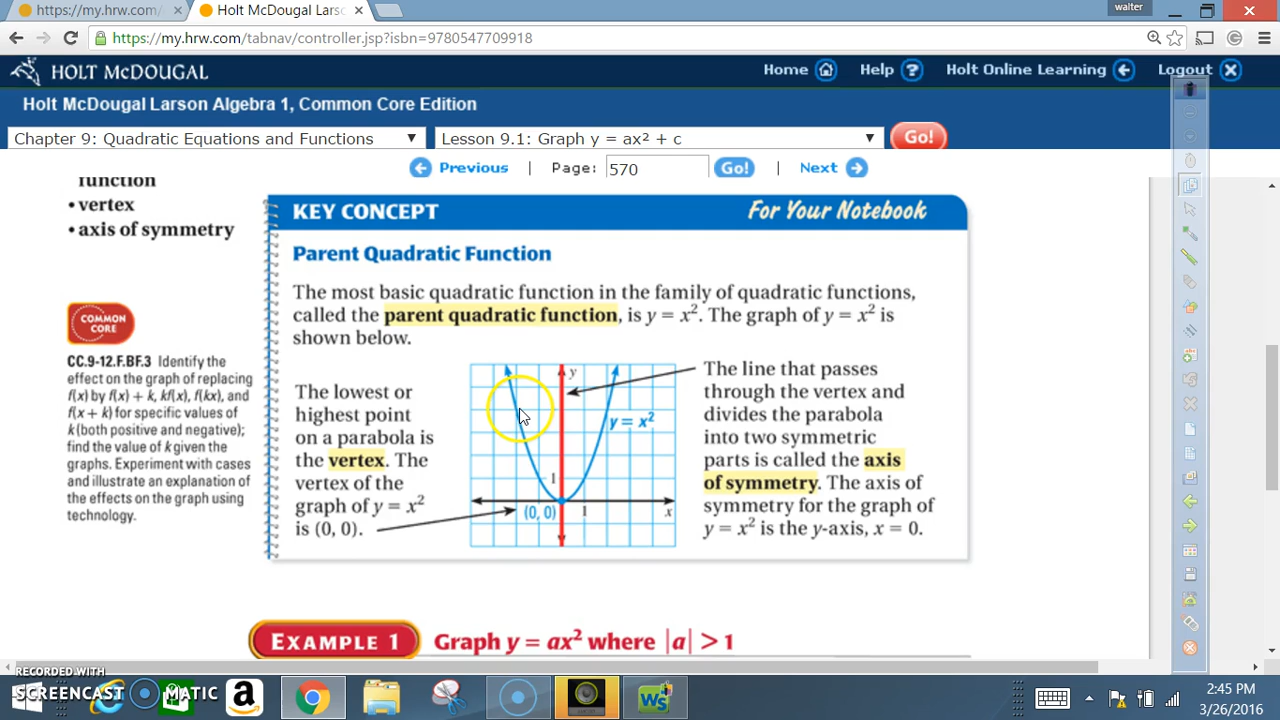 https://my.hrw.com/
Holt McDougal Lars
walter
https://my.hrw.com/tabnav/controller.jsp?isbn=9780547709918
HOLT MCDOUGAL
Home
Help
Holt Online Learning
Logout
Holt McDougal Larson Algebra 1, Common Core Edition
Chapter 9: Quadratic Equations and Functions
Lesson 9.1: Graph y = ax² + c
Go!
Previous | Page: 570 Go! | Next
function
• vertex
• axis of symmetry
COMMON
CORE
CC.9-12.F.BF.3 Identify the
effect on the graph of replacing
f(x) by f(x) + k, kf(x), f(kx), and
f(x + k) for specific values of
k (both positive and negative);
find the value of k given the
graphs. Experiment with cases
and illustrate an explanation of
the effects on the graph using
technology.
KEY CONCEPT
For Your Notebook
Parent Quadratic Function
The most basic quadratic function in the family of quadratic functions,
called the parent quadratic function, is y = x². The graph of y = x² is
shown below.
The lowest or
highest point
on a parabola is
the vertex. The
vertex of the
graph of y = x²
is (0, 0).
y
y = x²
1
(0, 0)
1
x
The line that passes
through the vertex and
divides the parabola
into two symmetric
parts is called the axis
of symmetry. The axis of
symmetry for the graph of
y = x² is the y-axis, x = 0.
EXAMPLE 1
Graph y = ax² where |a| > 1
RECORDED WITH
SCREENCAST MATIC
2:45 PM
3/26/2016